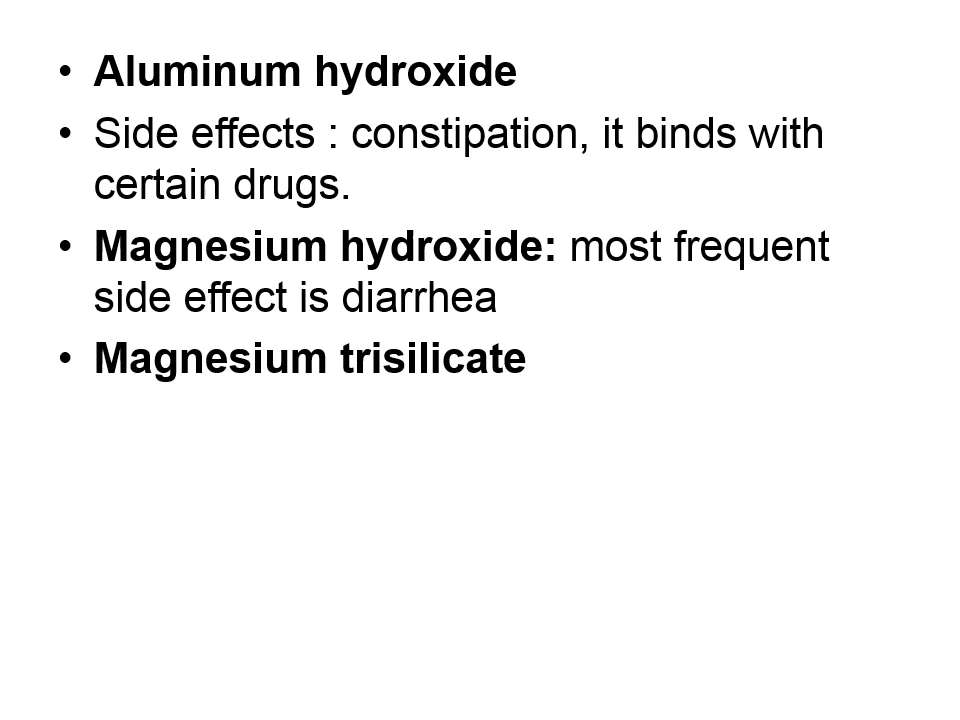 • Aluminum hydroxide
• Side effects : constipation, it binds with
certain drugs.
• Magnesium hydroxide: most frequent
side effect is diarrhea
• Magnesium trisilicate